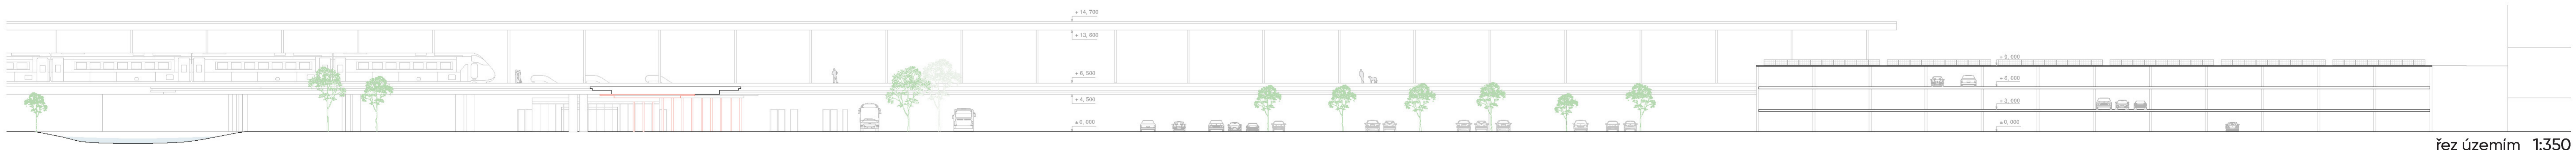 + 14, 700
+ 13, 600
+ 6, 500
+ 4, 500
±0, 000
+ 9, 000
+ 6, 000
+ 3, 000
±0, 000
řez územím 1:350